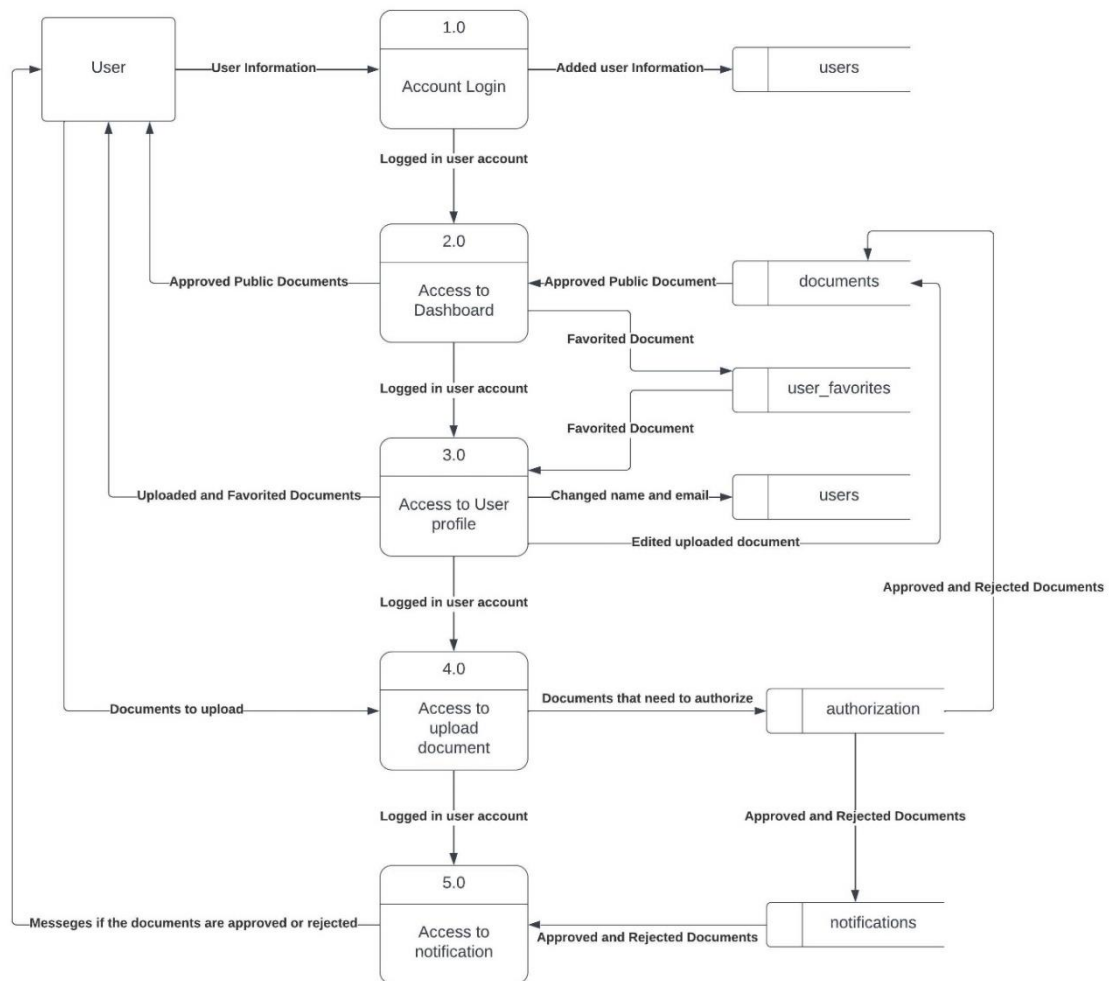 1.0
User
User Information
Account Login
Added user Information
users
Logged in user account
2.0
Approved Public Documents
Access to
Dashboard
Approved Public Document
documents
Favorited Document
Logged in user account
user_favorites
Favorited Document
3.0
Uploaded and Favorited Documents
Access to User
profile
Changed name and email
users
Edited uploaded document
Approved and Rejected Documents
Logged in user account
4.0
Documents to upload
Access to
upload
document
Documents that need to authorize
authorization
Logged in user account
Approved and Rejected Documents
5.0
Messeges if the documents are approved or rejected
Access to
notification
Approved and Rejected Documents
notifications